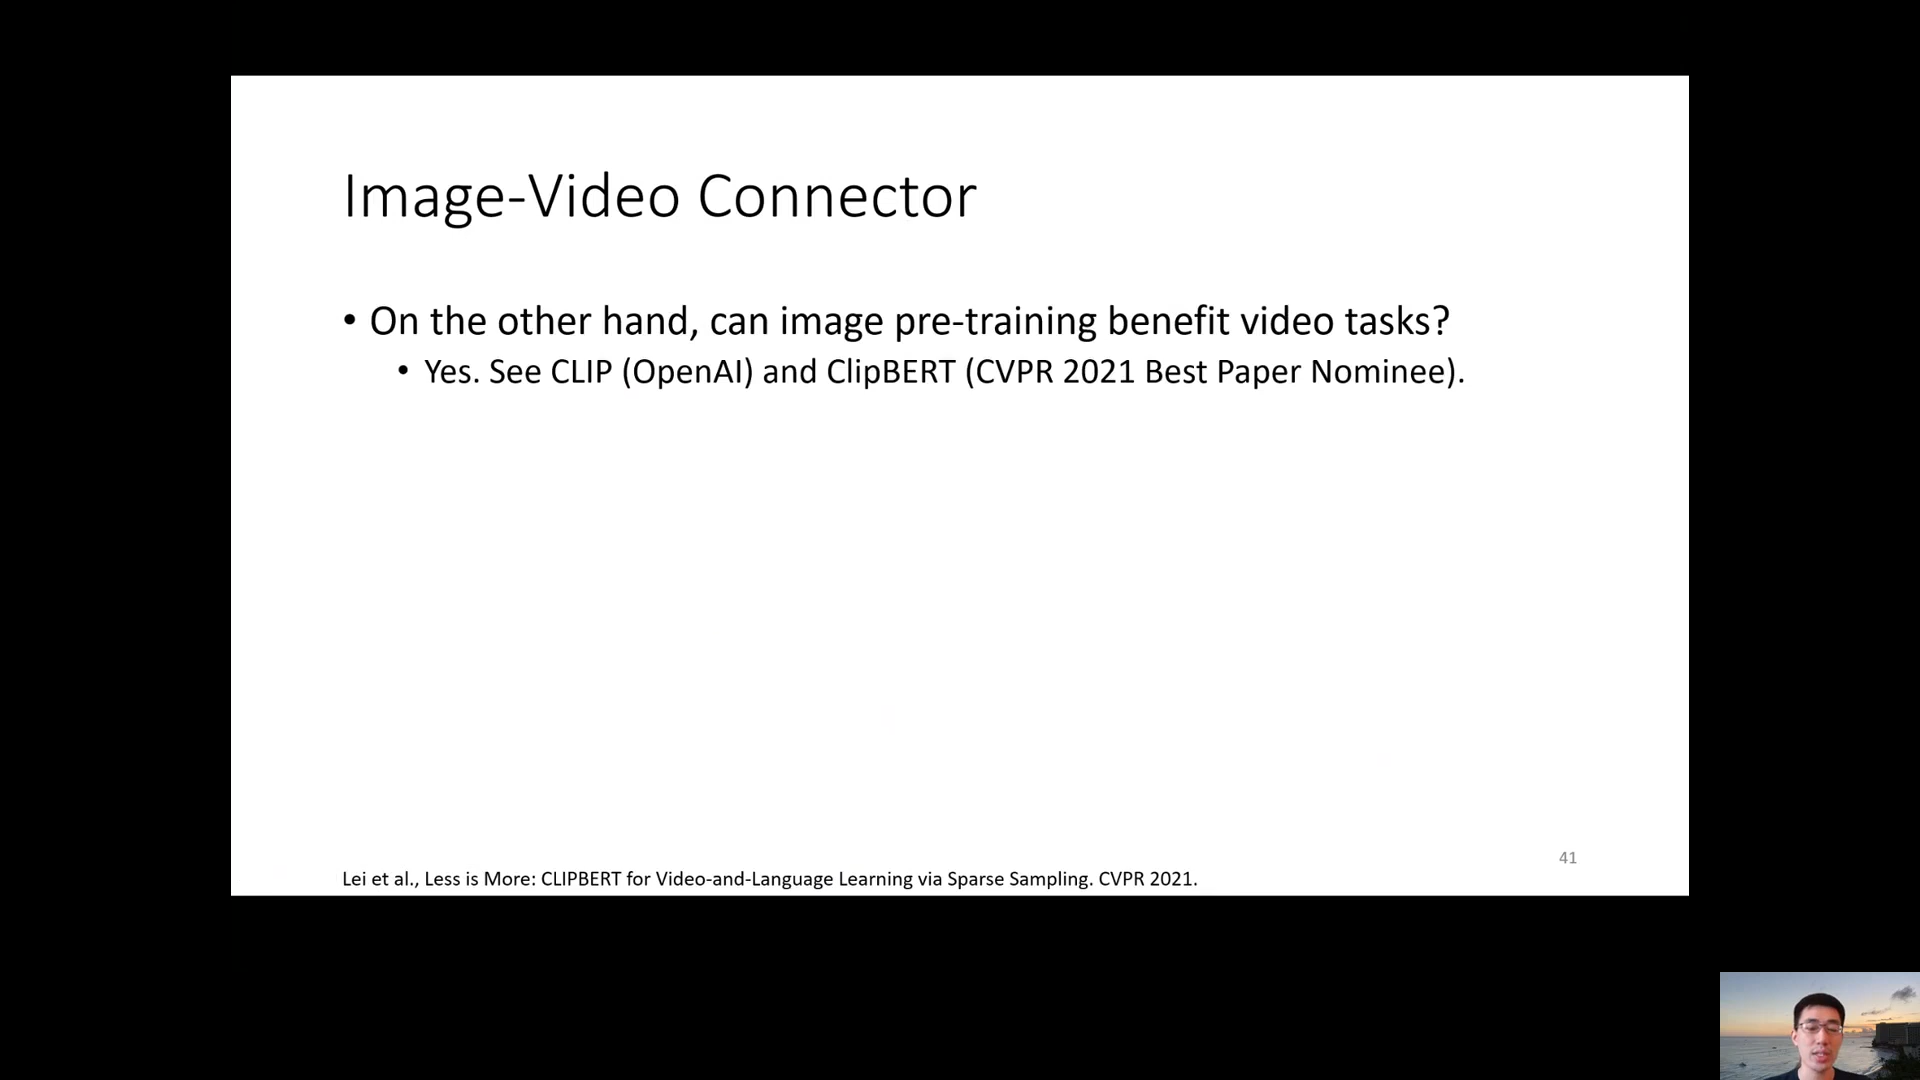 Image-Video Connector
• On the other hand, can image pre-training benefit video tasks?
• Yes. See CLIP (OpenAI) and ClipBERT (CVPR 2021 Best Paper Nominee).
41
Lei et al., Less is More: CLIPBERT for Video-and-Language Learning via Sparse Sampling. CVPR 2021.